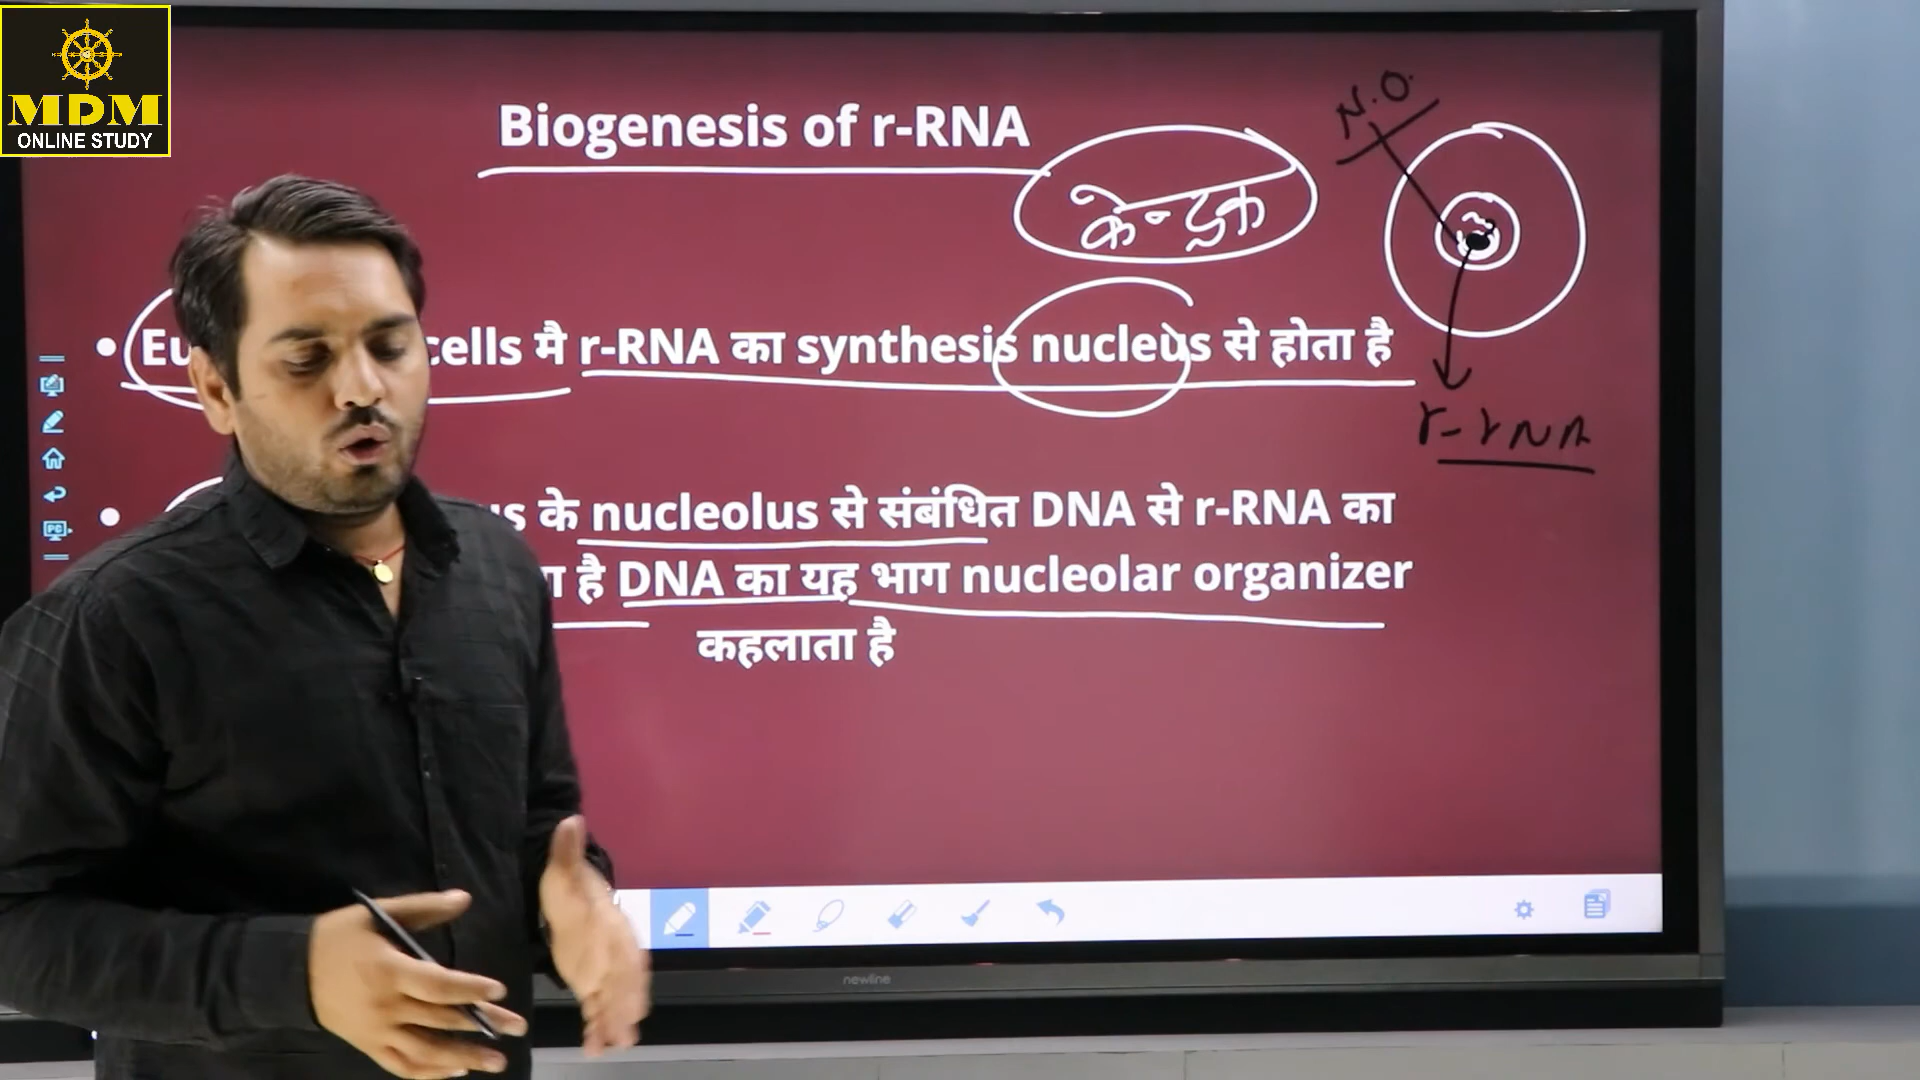 MDM
ONLINE STUDY
Biogenesis of r-RNA
N.O.
केन्द्रक
cells मै r-RNA का synthesis nucleus से होता है
r-rNA
के nucleolus से संबंधित DNA से r-RNA का
है DNA का यह भाग nucleolar organizer
कहलाता है
PC
newline